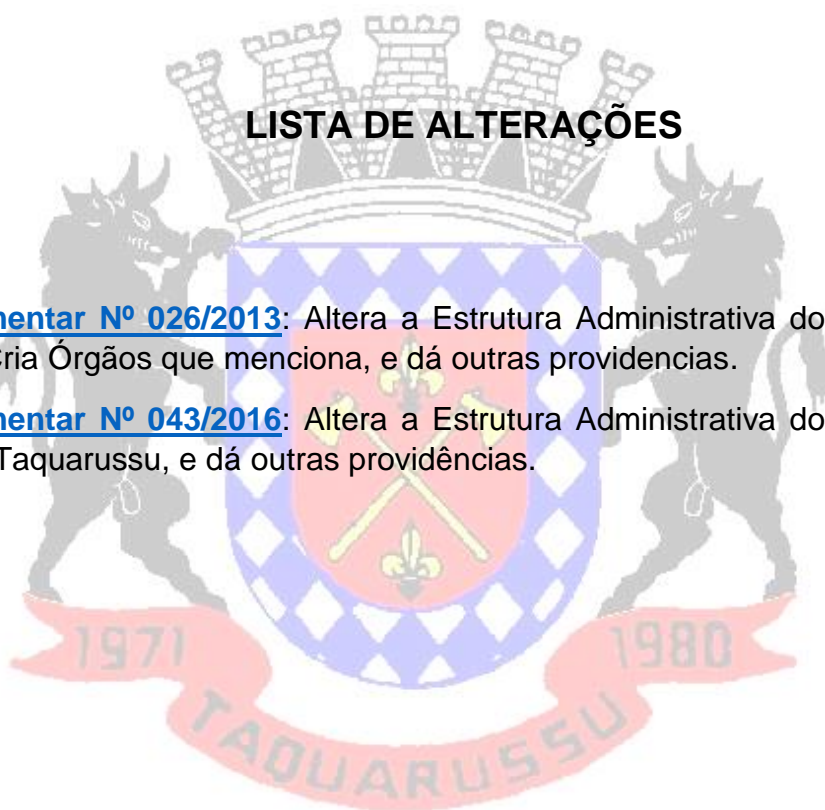 LISTA DE ALTERAÇÕES
mentar Nº 026/2013: Altera a Estrutura Administrativa do
Cria Órgãos que menciona, e dá outras providencias.
mentar Nº 043/2016: Altera a Estrutura Administrativa do
Taquarussu, e dá outras providências.
1971
1980
TAQUARUSSU